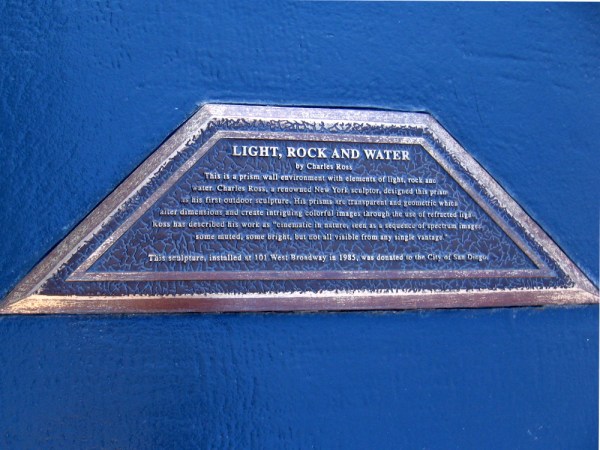 LIGHT, ROCK AND WATER
by Charles Ross
This is a prism wall environment with elements of light, rock and
water. Charles Ross, a renowned New York sculptor, designed this prism
as his first outdoor sculpture. His prisms are transparent and geometric which
alter dimensions and create intriguing colorful images through the use of refracted light
Ross has described his work as "cinematic in nature, seen as a sequence of spectrum images
some muted, some bright, but not all visible from any single vantage."
This sculpture, installed at 101 West Broadway in 1985, was donated to the City of San Diego.